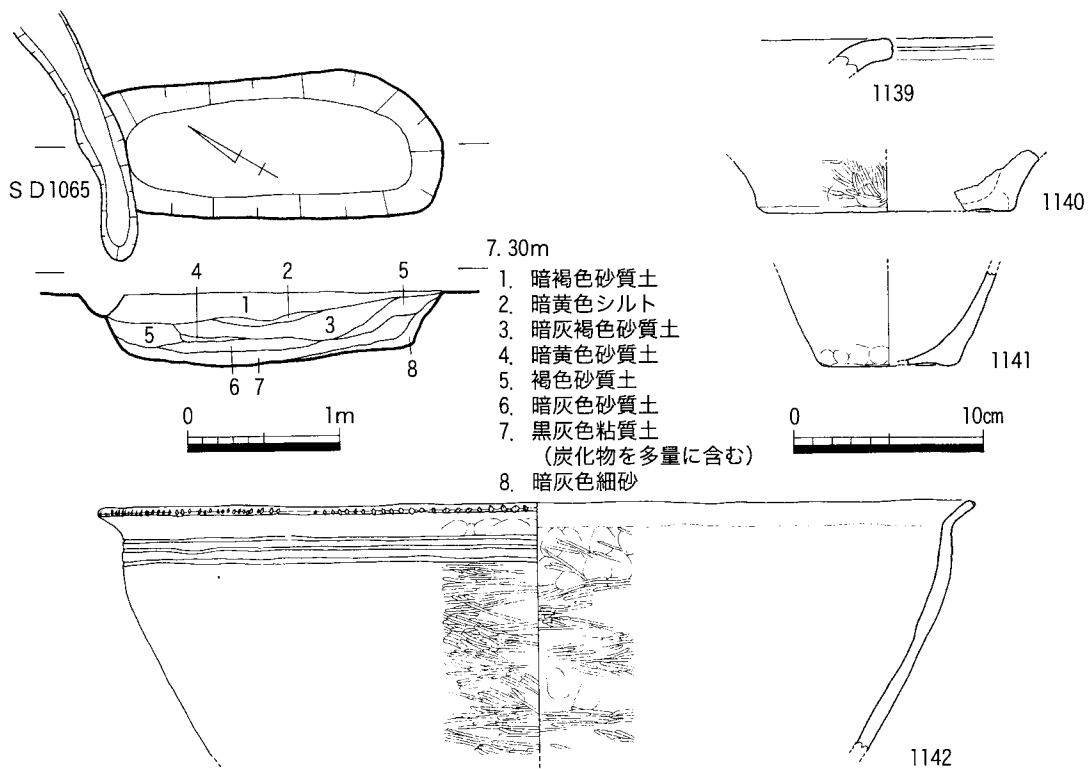 1139
1140
ＳＤ1065
7.30m
4 2 5
1
5 3
8
6 7
1. 暗褐色砂質土
2. 暗黄色シルト
3. 暗灰褐色砂質土
4. 暗黄色砂質土
5. 褐色砂質土
6. 暗灰色砂質土
7. 黒灰色粘質土
（炭化物を多量に含む）
8. 暗灰色細砂
1141
0 1m
0 10cm
1142